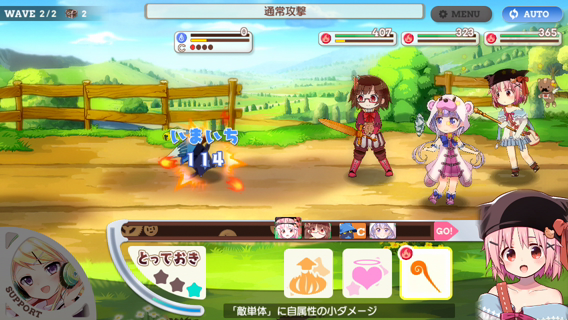 WAVE 2/2 2
通常攻撃
MENU
AUTO
0
C
407
323
365
いまいち
114
C
GO!
とっておき
SUPPORT
「敵単体」に自属性の小ダメージ